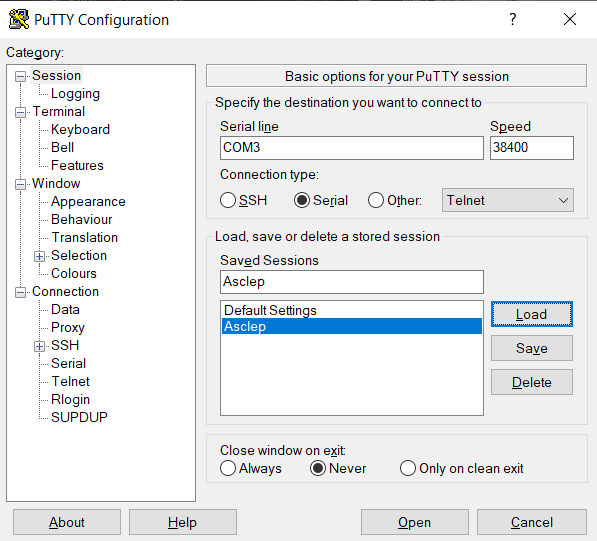 PuTTY Configuration
Category:
Session
Logging
Terminal
Keyboard
Bell
Features
Window
Appearance
Behaviour
Translation
Selection
Colours
Connection
Data
Proxy
SSH
Serial
Telnet
Rlogin
SUPDUP
Basic options for your PuTTY session
Specify the destination you want to connect to
Serial line Speed
COM3 38400
Connection type:
SSH Serial Other: Telnet
Load, save or delete a stored session
Saved Sessions
Asclep
Default Settings
Asclep
Load
Save
Delete
Close window on exit:
Always Never Only on clean exit
About Help Open Cancel